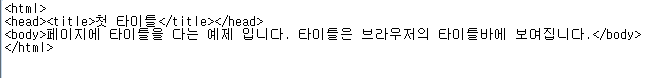 <html>
<head><title>첫 타이틀</title></head>
<body>페이지에 타이틀을 다는 예제 입니다. 타이틀은 브라우저의 타이틀바에 보여집니다.</body>
</html>